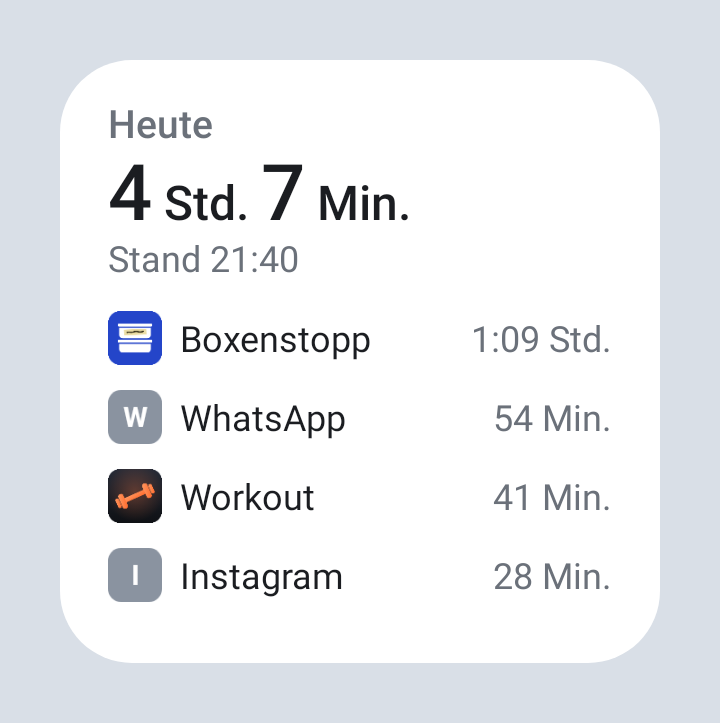 Heute
4 Std. 7 Min.
Stand 21:40
Boxenstopp 1:09 Std.
W WhatsApp 54 Min.
Workout 41 Min.
I Instagram 28 Min.